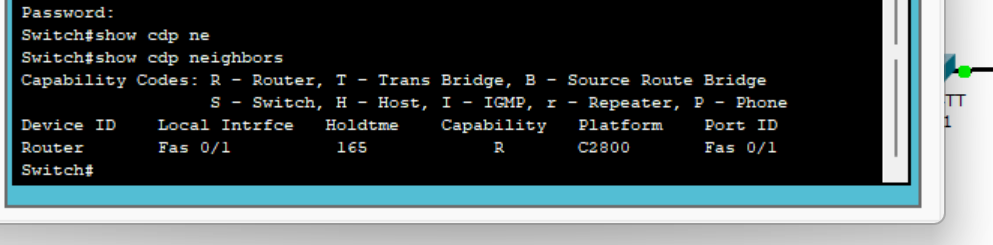 Password:
Switch#show cdp ne
Switch#show cdp neighbors
Capability Codes: R - Router, T - Trans Bridge, B - Source Route Bridge
S - Switch, H - Host, I - IGMP, r - Repeater, P - Phone
Device ID Local Intrfce Holdtme Capability Platform Port ID
Router Fas 0/1 165 R C2800 Fas 0/1
Switch#
TT
1